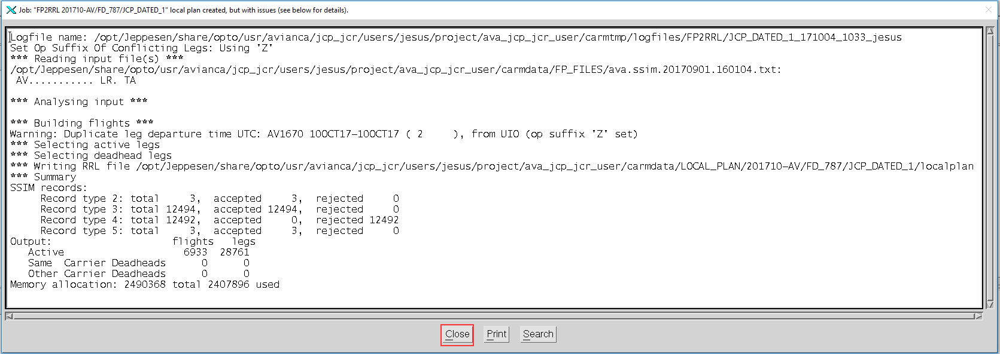 Job: "FP2RRL 201710-AV/FD_787/JCP_DATED_1" local plan created, but with issues (see below for details).
Logfile name: /opt/Jeppesen/share/opto/usr/avianca/jcp_jcr/users/jesus/project/ava_jcp_jcr_user/carmtmp/logfiles/FP2RRL/JCP_DATED_1_171004_1033_jesus
Set Op Suffix Of Conflicting Legs: Using 'Z'
*** Reading input file(s) ***
/opt/Jeppesen/share/opto/usr/avianca/jcp_jcr/users/jesus/project/ava_jcp_jcr_user/carmdata/FP_FILES/ava.ssim.20170901.160104.txt:
AV........... LR. TA
*** Analysing input ***
*** Building flights ***
Warning: Duplicate leg departure time UTC: AV1670 10OCT17-10OCT17 ( 2     ), from UIO (op suffix 'Z' set)
*** Selecting active legs
*** Selecting deadhead legs
*** Writing RRL file /opt/Jeppesen/share/opto/usr/avianca/jcp_jcr/users/jesus/project/ava_jcp_jcr_user/carmdata/LOCAL_PLAN/201710-AV/FD_787/JCP_DATED_1/localplan
*** Summary
SSIM records:
Record type 2: total     3,  accepted     3,  rejected     0
Record type 3: total 12494,  accepted 12494,  rejected     0
Record type 4: total 12492,  accepted     0,  rejected 12492
Record type 5: total     3,  accepted     3,  rejected     0
Output:                    flights   legs
Active                    6933  28761
Same  Carrier Deadheads      0      0
Other Carrier Deadheads      0      0
Memory allocation: 2490368 total 2407896 used
Close Print Search